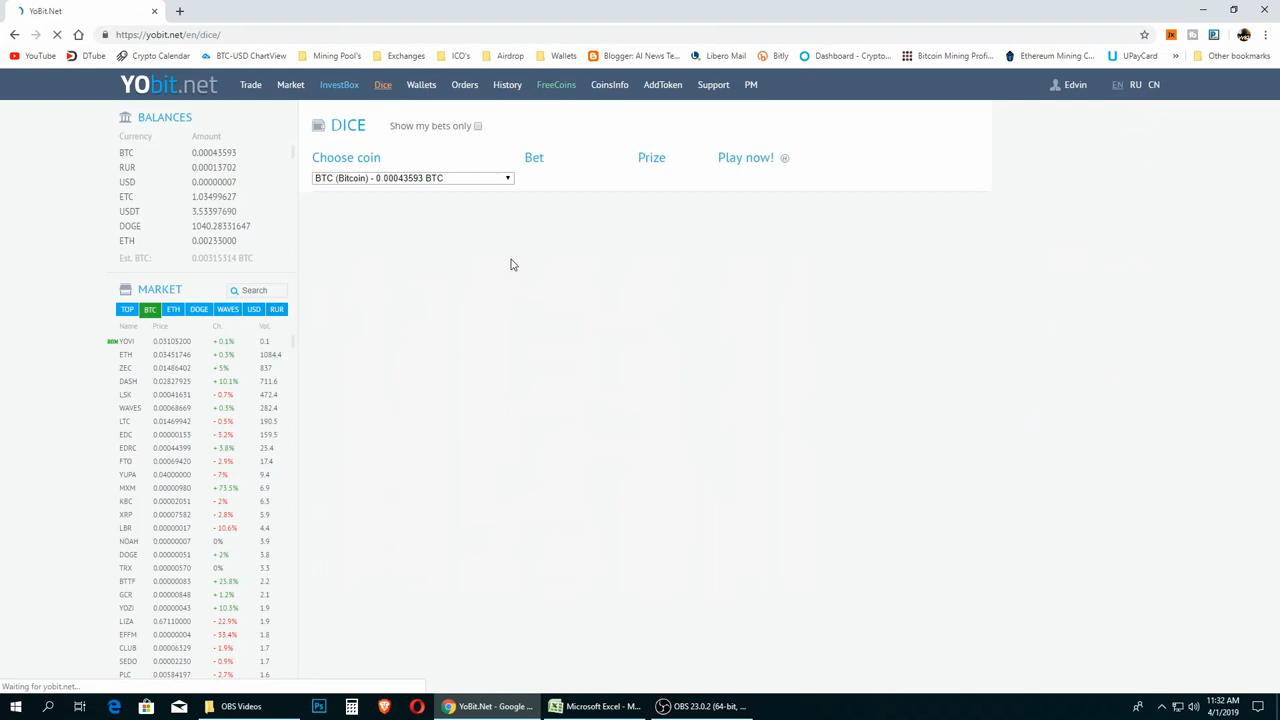 YoBit.Net
https://yobit.net/en/dice/
YouTube DTube Crypto Calendar BTC-USD ChartView Mining Pool's Exchanges ICO's Airdrop Wallets Blogger: AI News Te... Libero Mail Bitly Dashboard - Crypto... Bitcoin Mining Profi... Ethereum Mining C... UPayCard » Other bookmarks
YObit.net Trade Market InvestBox Dice Wallets Orders History FreeCoins CoinsInfo AddToken Support PM Edvin EN RU CN
BALANCES
Currency Amount
BTC 0.00043593
RUR 0.00013702
USD 0.00000007
ETC 1.03499627
USDT 3.53397690
DOGE 1040.28331647
ETH 0.00233000
Est. BTC: 0.00315314 BTC
DICE Show my bets only
Choose coin Bet Prize Play now!
BTC (Bitcoin) - 0.00043593 BTC
MARKET Search
TOP BTC ETH DOGE WAVES USD RUR
Name Price Ch. Vol.
YOVI 0.03105200 + 0.1% 0.1
ETH 0.03451746 + 0.3% 1084.4
ZEC 0.01486402 + 5% 837
DASH 0.02827925 + 10.1% 711.6
LSK 0.00041631 - 0.7% 472.4
WAVES 0.00068669 + 0.3% 282.4
LTC 0.01469942 - 0.5% 190.5
EDC 0.00000153 - 3.2% 159.5
EDRC 0.00044399 + 3.8% 25.4
FTO 0.00069420 - 2.9% 17.4
YUPA 0.04000000 - 7% 9.4
MXM 0.00000980 + 73.5% 6.9
KBC 0.00002051 - 2% 6.3
XRP 0.00007582 - 2.8% 5.9
LBR 0.00000017 - 10.6% 4.4
NOAH 0.00000007 0% 3.9
DOGE 0.00000051 + 2% 3.8
TRX 0.00000570 0% 3.3
BTTF 0.00000083 + 25.8% 2.2
GCR 0.00000848 + 1.2% 2.1
YOZI 0.00000043 + 10.3% 1.9
LIZA 0.67110000 - 22.9% 1.9
EFFM 0.00000004 - 33.4% 1.8
CLUB 0.00006329 - 1.9% 1.7
SEDO 0.00002230 - 0.9% 1.7
PLC 0.00584197 - 2.7% 1.6
Waiting for yobit.net...
OBS Videos YoBit.Net - Google ... Microsoft Excel - M... OBS 23.0.2 (64-bit, ...
11:32 AM
4/1/2019